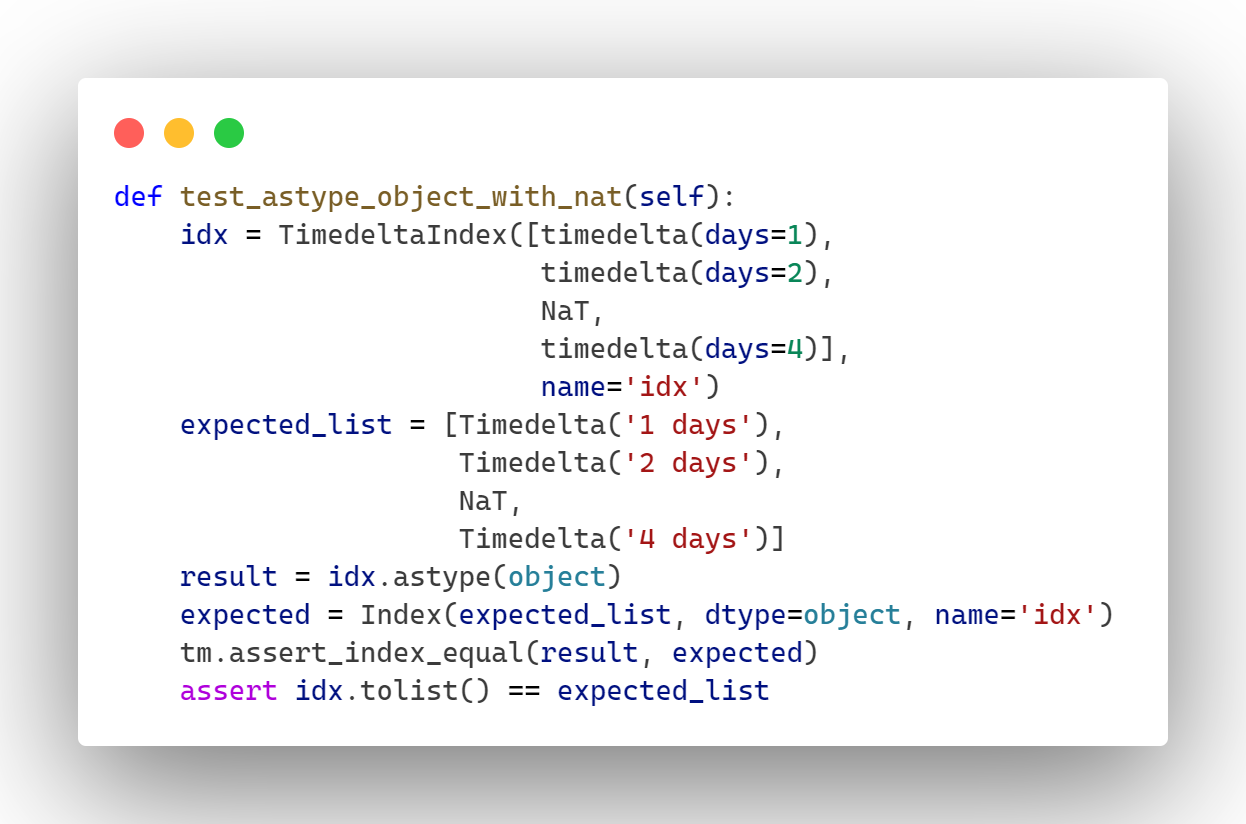 def test_astype_object_with_nat(self):
    idx = TimedeltaIndex([timedelta(days=1),
                          timedelta(days=2),
                          NaT,
                          timedelta(days=4)],
                          name='idx')
    expected_list = [Timedelta('1 days'),
                     Timedelta('2 days'),
                     NaT,
                     Timedelta('4 days')]
    result = idx.astype(object)
    expected = Index(expected_list, dtype=object, name='idx')
    tm.assert_index_equal(result, expected)
    assert idx.tolist() == expected_list